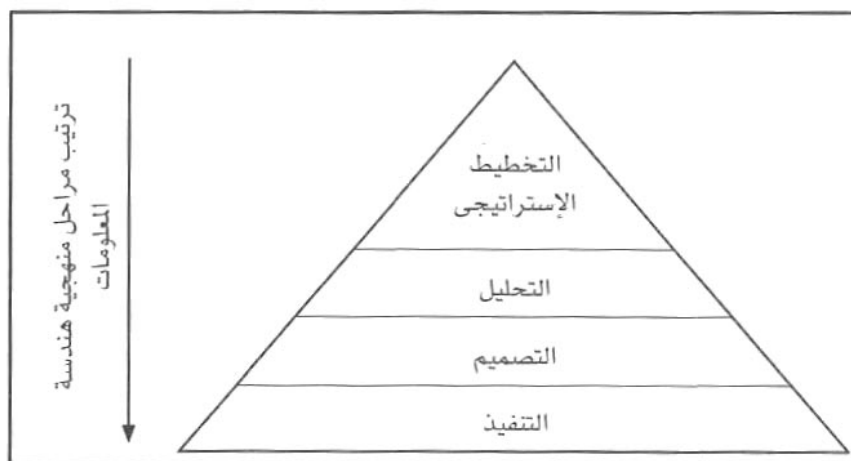 التخطيط
الإستراتيجى
التحليل
التصميم
التنفيذ
ترتيب مراحل منهجية هندسة
المعلومات